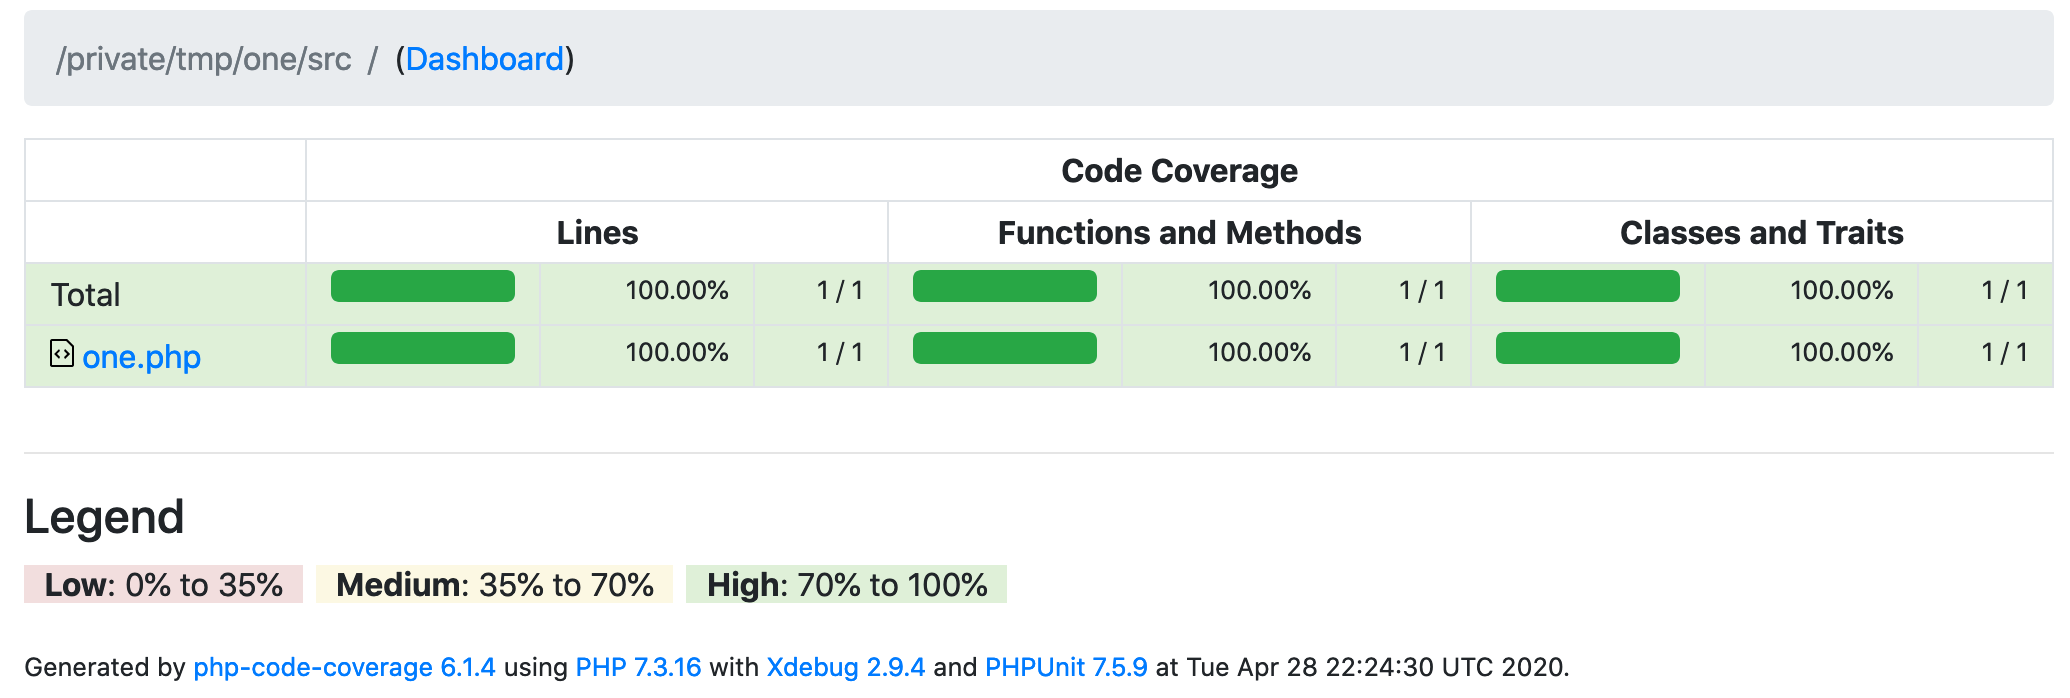 /private/tmp/one/src / (Dashboard)
Code Coverage
Lines Functions and Methods Classes and Traits
Total 100.00% 1 / 1 100.00% 1 / 1 100.00% 1 / 1
one.php 100.00% 1 / 1 100.00% 1 / 1 100.00% 1 / 1
Legend
Low: 0% to 35% Medium: 35% to 70% High: 70% to 100%
Generated by php-code-coverage 6.1.4 using PHP 7.3.16 with Xdebug 2.9.4 and PHPUnit 7.5.9 at Tue Apr 28 22:24:30 UTC 2020.